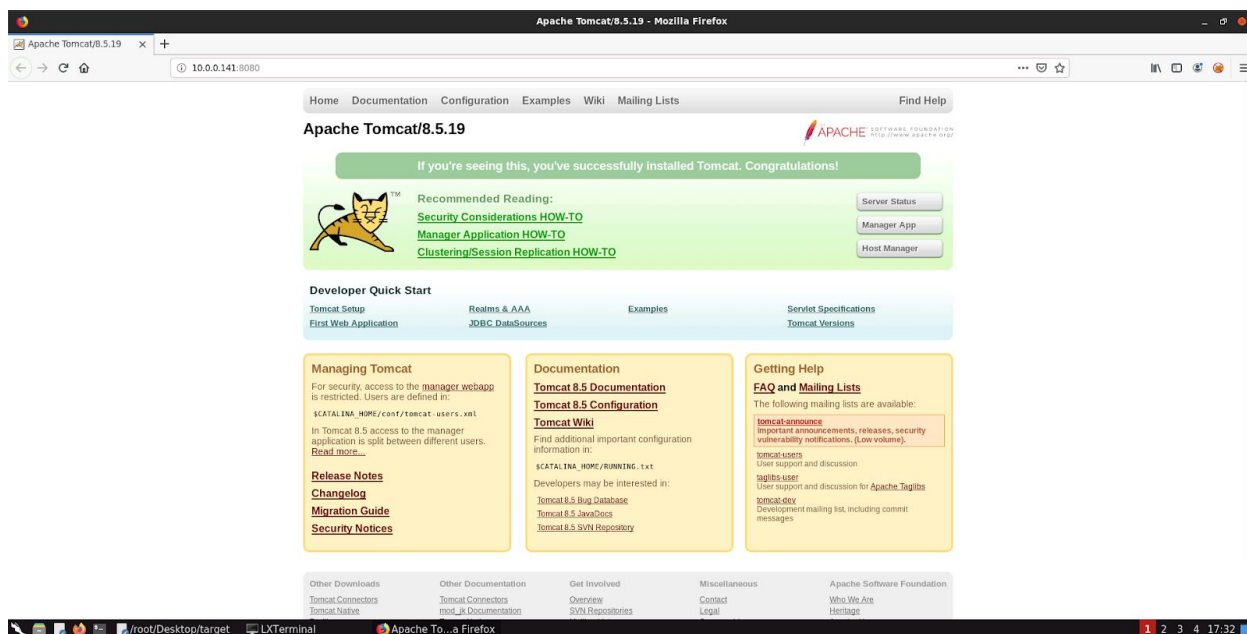 Apache Tomcat/8.5.19 - Mozilla Firefox
Apache Tomcat/8.5.19
10.0.0.141:8080
Home Documentation Configuration Examples Wiki Mailing Lists Find Help
Apache Tomcat/8.5.19
APACHE SOFTWARE FOUNDATION
http://www.apache.org/
If you're seeing this, you've successfully installed Tomcat. Congratulations!
TM
Recommended Reading:
Security Considerations HOW-TO
Manager Application HOW-TO
Clustering/Session Replication HOW-TO
Server Status
Manager App
Host Manager
Developer Quick Start
Tomcat Setup
First Web Application
Realms & AAA
JDBC DataSources
Examples
Servlet Specifications
Tomcat Versions
Managing Tomcat
For security, access to the manager webapp
is restricted. Users are defined in:
$CATALINA_HOME/conf/tomcat-users.xml
In Tomcat 8.5 access to the manager
application is split between different users.
Read more...
Release Notes
Changelog
Migration Guide
Security Notices
Documentation
Tomcat 8.5 Documentation
Tomcat 8.5 Configuration
Tomcat Wiki
Find additional important configuration
information in:
$CATALINA_HOME/RUNNING.txt
Developers may be interested in:
Tomcat 8.5 Bug Database
Tomcat 8.5 JavaDocs
Tomcat 8.5 SVN Repository
Getting Help
FAQ and Mailing Lists
The following mailing lists are available:
tomcat-announce
Important announcements, releases, security
vulnerability notifications. (Low volume).
tomcat-users
User support and discussion
taglibs-user
User support and discussion for Apache Taglibs
tomcat-dev
Development mailing list, including commit
messages
Other Downloads
Tomcat Connectors
Tomcat Native
Other Documentation
Tomcat Connectors
mod_jk Documentation
Get Involved
Overview
SVN Repositories
Miscellaneous
Contact
Legal
Apache Software Foundation
Who We Are
Heritage
/root/Desktop/target LXTerminal Apache To...a Firefox 1 2 3 4 17:32